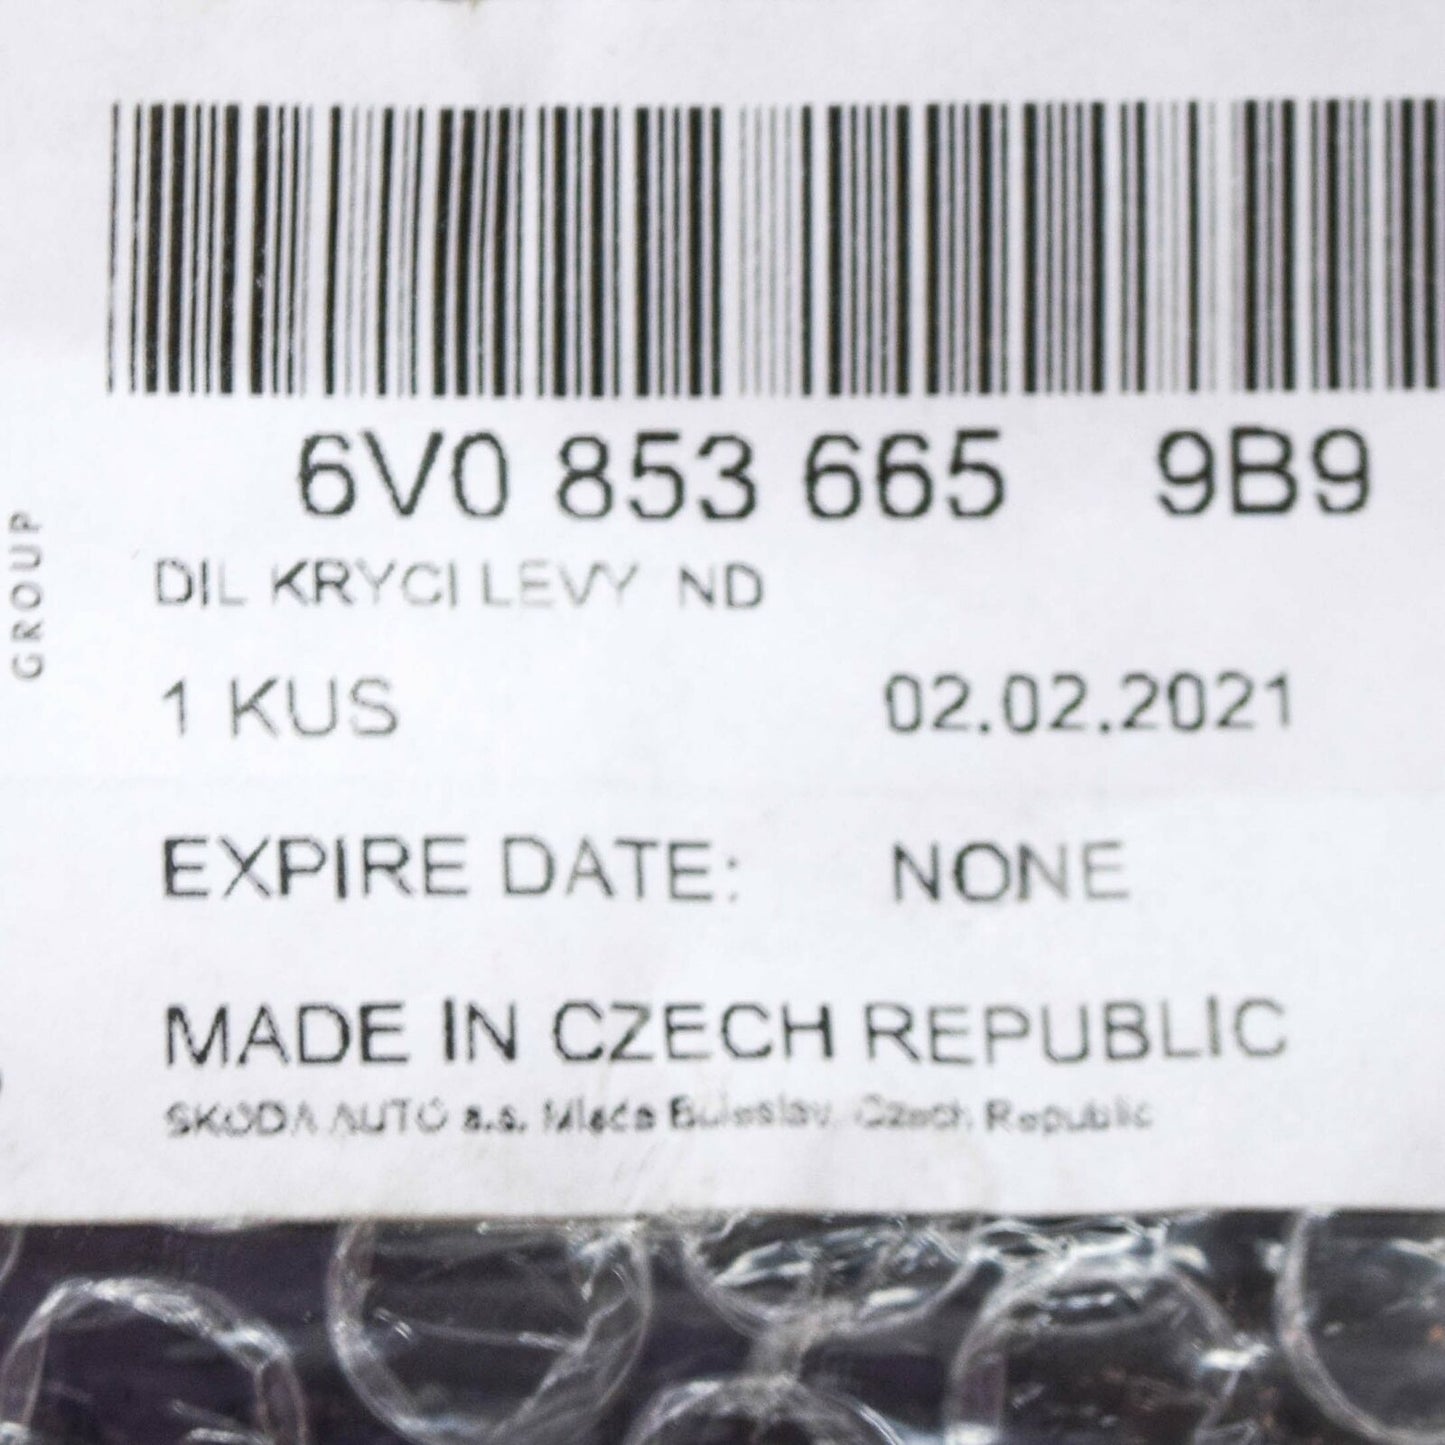 6V0 853 665 9B9
GROUP
DIL KRYCI LEVY ND
1 KUS 02.02.2021
EXPIRE DATE: NONE
MADE IN CZECH REPUBLIC
SKODA AUTO a.s. Mlada Boleslav, Czech Republic